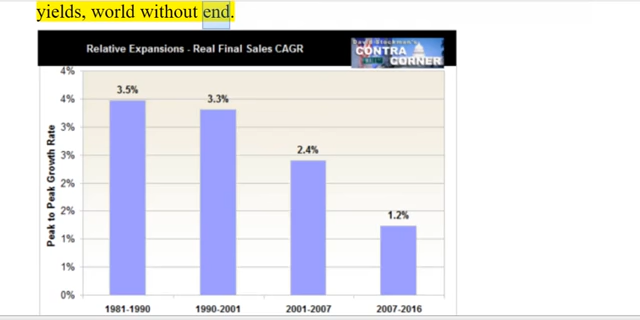 yields, world without end.
Relative Expansions - Real Final Sales CAGR
David Stockman's
CONTRA
CORNER
Peak to Peak Growth Rate
4%
4%
3%
3%
2%
2%
1%
1%
0%
3.5%
3.3%
2.4%
1.2%
1981-1990
1990-2001
2001-2007
2007-2016